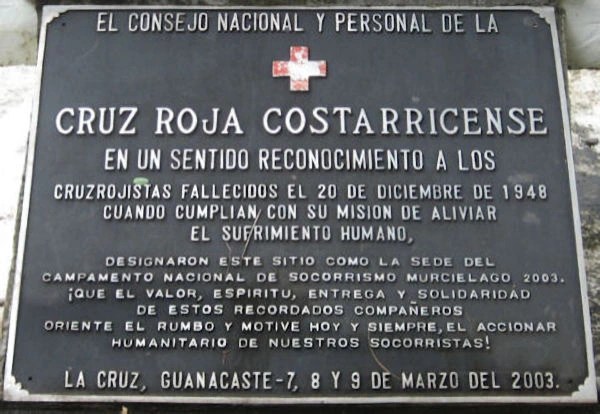 EL CONSEJO NACIONAL Y PERSONAL DE LA
CRUZ ROJA COSTARRICENSE
EN UN SENTIDO RECONOCIMIENTO A LOS
CRUZROJISTAS FALLECIDOS EL 20 DE DICIEMBRE DE 1948
CUANDO CUMPLIAN CON SU MISION DE ALIVIAR
EL SUFRIMIENTO HUMANO,
DESIGNARON ESTE SITIO COMO LA SEDE DEL
CAMPAMENTO NACIONAL DE SOCORRISMO MURCIELAGO 2003.
¡QUE EL VALOR, ESPIRITU, ENTREGA Y SOLIDARIDAD
DE ESTOS RECORDADOS COMPAÑEROS
ORIENTE EL RUMBO Y MOTIVE HOY Y SIEMPRE, EL ACCIONAR
HUMANITARIO DE NUESTROS SOCORRISTAS!
LA CRUZ, GUANACASTE-7, 8 Y 9 DE MARZO DEL 2003.